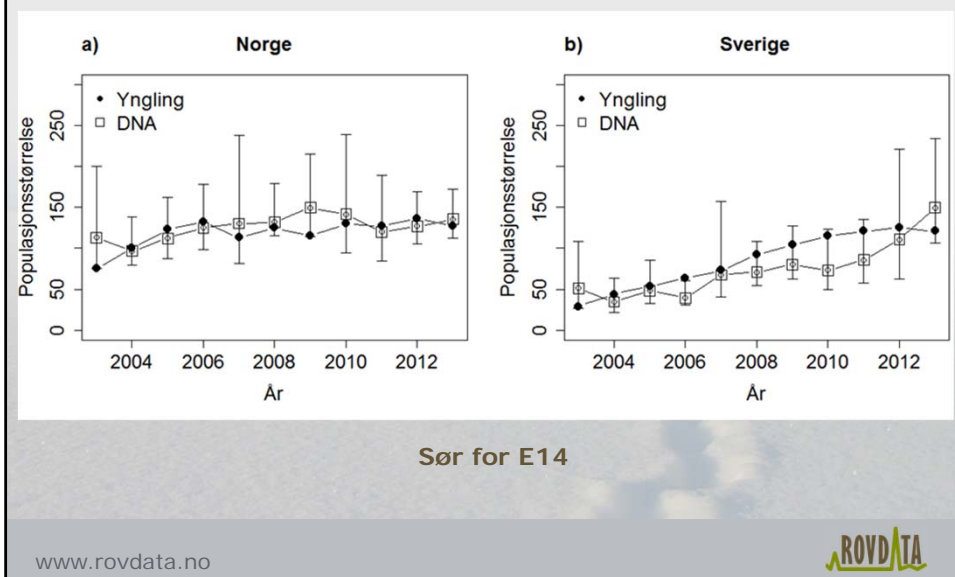 a) Norge
Populasjonsstørrelse
250
150
50
0
• Yngling
□ DNA
2004 2006 2008 2010 2012
År
b) Sverige
Populasjonsstørrelse
250
150
50
0
• Yngling
□ DNA
2004 2006 2008 2010 2012
År
Sør for E14
www.rovdata.no
ROVDATA